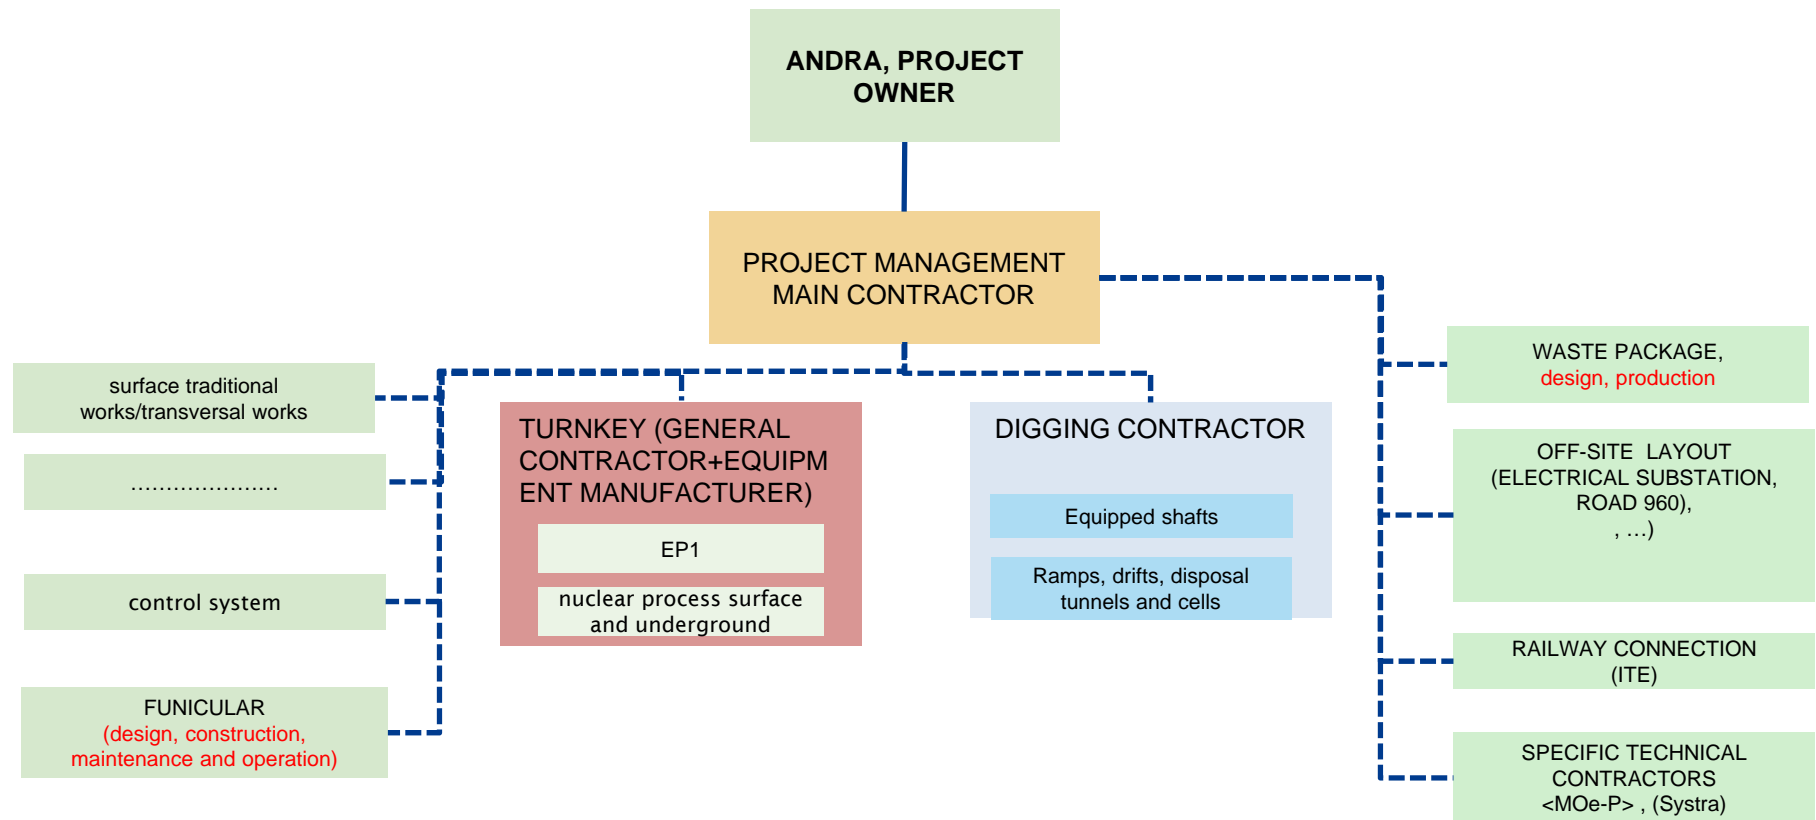 ANDRA, PROJECT
OWNER
PROJECT MANAGEMENT
MAIN CONTRACTOR
surface traditional
works/transversal works
.....................
control system
FUNICULAR
(design, construction,
maintenance and operation)
TURNKEY (GENERAL
CONTRACTOR+EQUIPM
ENT MANUFACTURER)
EP1
nuclear process surface
and underground
DIGGING CONTRACTOR
Equipped shafts
Ramps, drifts, disposal
tunnels and cells
WASTE PACKAGE,
design, production
OFF-SITE LAYOUT
(ELECTRICAL SUBSTATION,
ROAD 960),
, …)
RAILWAY CONNECTION
(ITE)
SPECIFIC TECHNICAL
CONTRACTORS
<MOe-P> , (Systra)